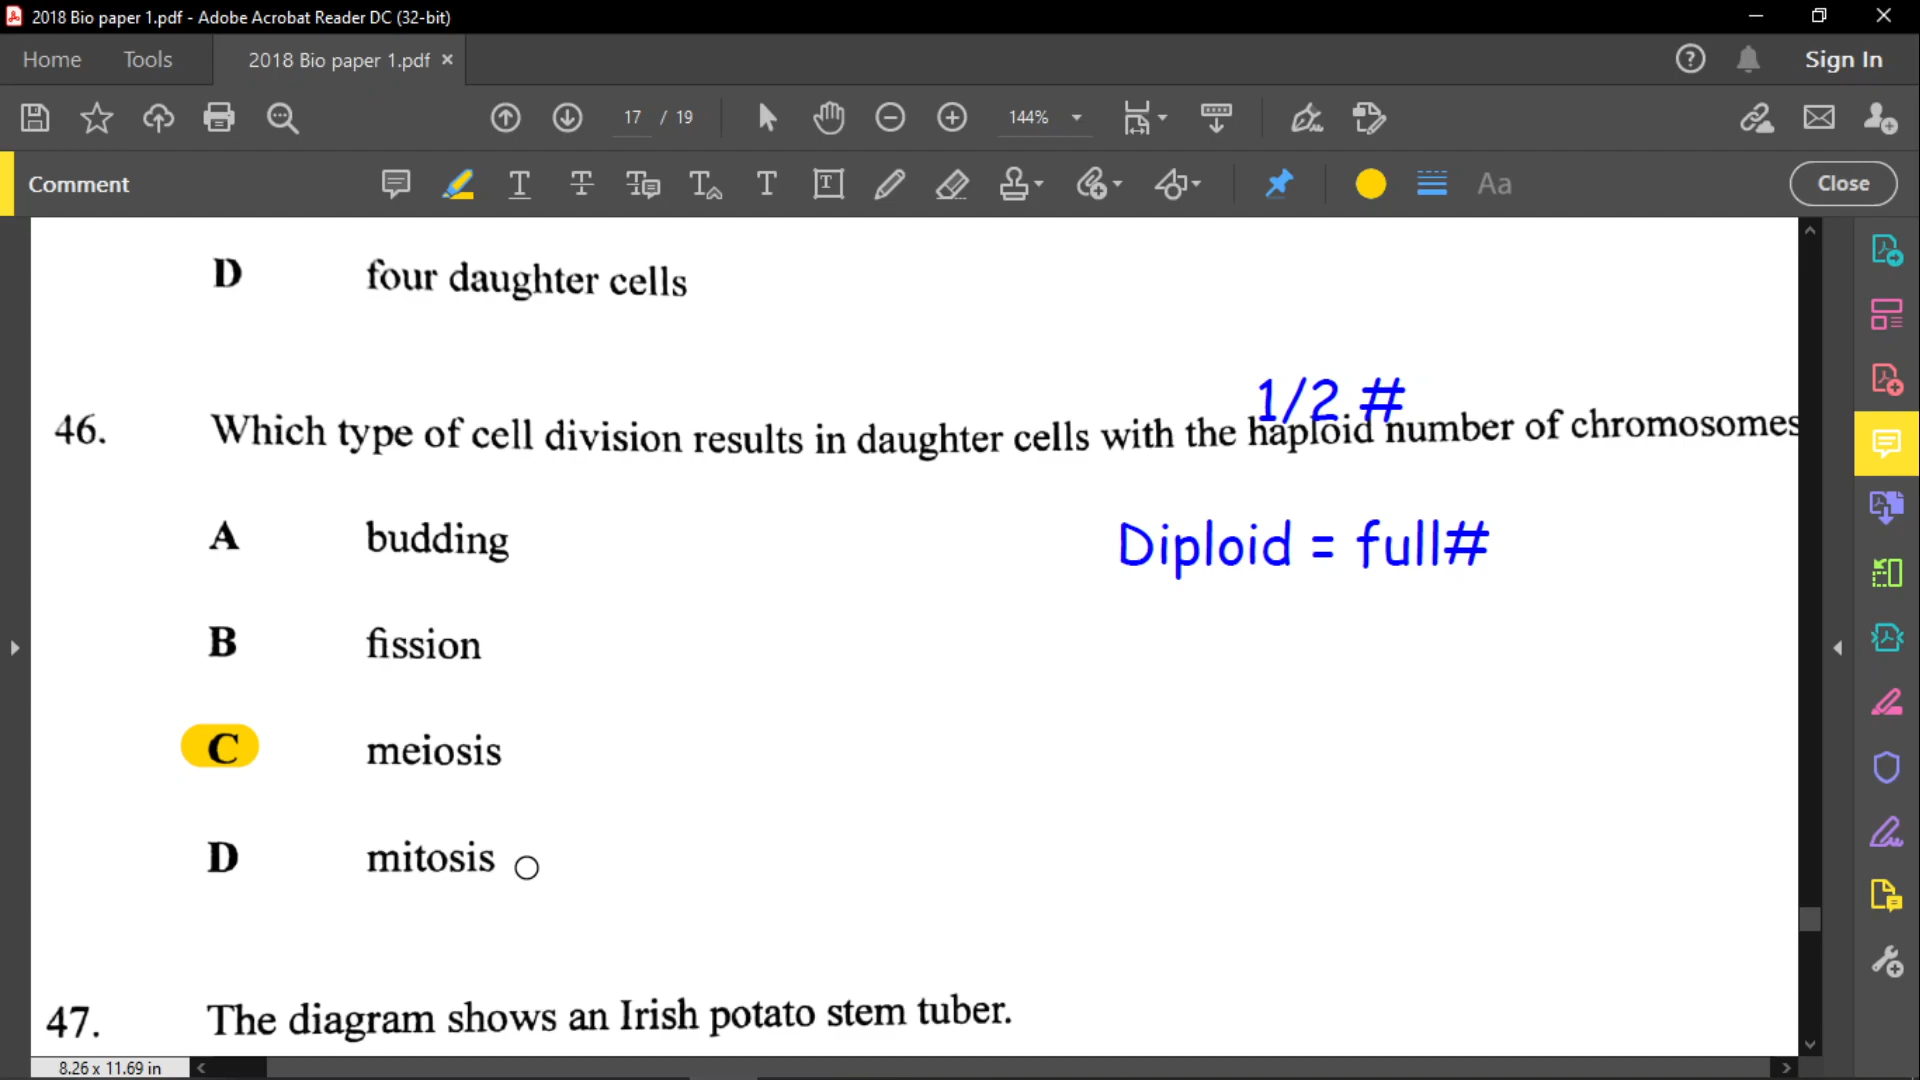 2018 Bio paper 1.pdf - Adobe Acrobat Reader DC (32-bit)
Home Tools 2018 Bio paper 1.pdf × Sign In
17 / 19 144%
Comment Aa Close
D four daughter cells
1/2 #
46. Which type of cell division results in daughter cells with the haploid number of chromosomes
A budding
Diploid = full#
B fission
C meiosis
D mitosis
47. The diagram shows an Irish potato stem tuber.
8.26 x 11.69 in